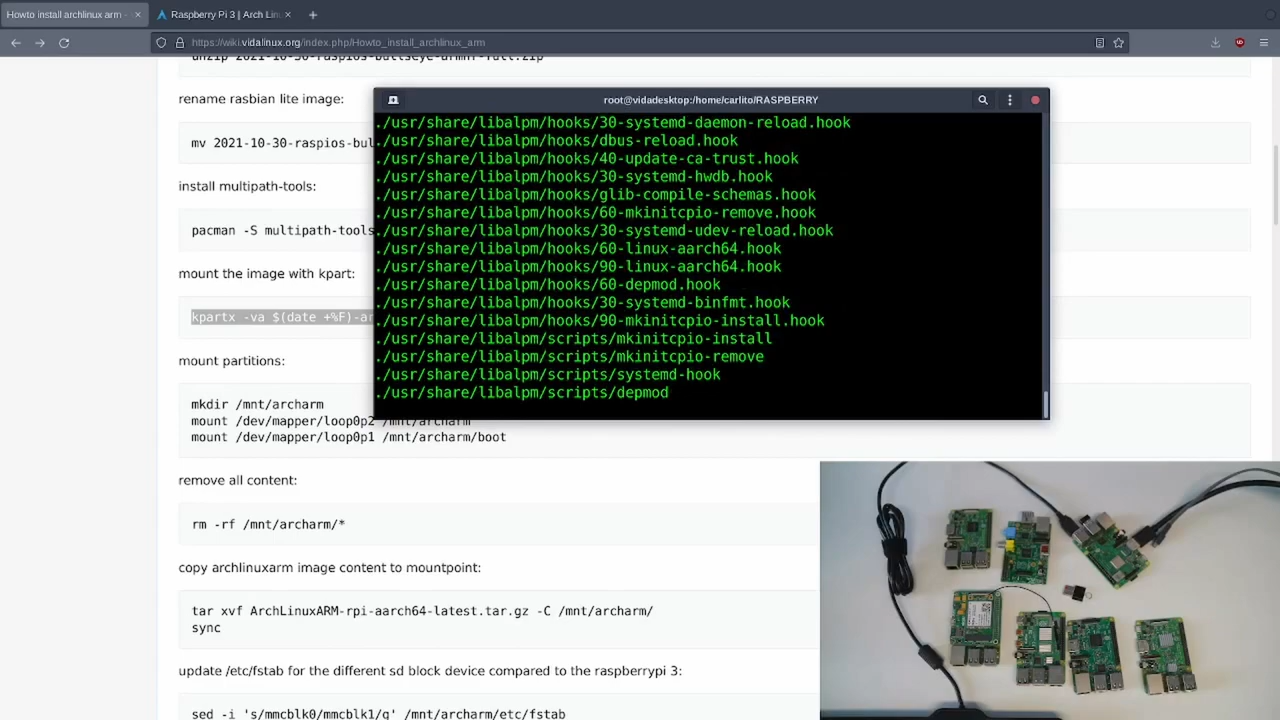 Howto install archlinux arm -
Raspberry Pi 3 | Arch Lin
https://wiki.vidalinux.org/index.php/Howto_install_archlinux_arm
unzip 2021-10-30-raspios-bullseye-armhf-full.zip
rename rasbian lite image:
mv 2021-10-30-raspios-bul
install multipath-tools:
pacman -S multipath-tools
mount the image with kpart:
kpartx -va $(date +%F)-ar
mount partitions:
mkdir /mnt/archarm
mount /dev/mapper/loop0p2 /mnt/archarm
mount /dev/mapper/loop0p1 /mnt/archarm/boot
remove all content:
rm -rf /mnt/archarm/*
copy archlinuxarm image content to mountpoint:
tar xvf ArchLinuxARM-rpi-aarch64-latest.tar.gz -C /mnt/archarm/
sync
update /etc/fstab for the different sd block device compared to the raspberrypi 3:
sed -i 's/mmcblk0/mmcblk1/g' /mnt/archarm/etc/fstab
root@vidadesktop:/home/carlito/RASPBERRY
./usr/share/libalpm/hooks/30-systemd-daemon-reload.hook
./usr/share/libalpm/hooks/dbus-reload.hook
./usr/share/libalpm/hooks/40-update-ca-trust.hook
./usr/share/libalpm/hooks/30-systemd-hwdb.hook
./usr/share/libalpm/hooks/glib-compile-schemas.hook
./usr/share/libalpm/hooks/60-mkinitcpio-remove.hook
./usr/share/libalpm/hooks/30-systemd-udev-reload.hook
./usr/share/libalpm/hooks/60-linux-aarch64.hook
./usr/share/libalpm/hooks/90-linux-aarch64.hook
./usr/share/libalpm/hooks/60-depmod.hook
./usr/share/libalpm/hooks/30-systemd-binfmt.hook
./usr/share/libalpm/hooks/90-mkinitcpio-install.hook
./usr/share/libalpm/scripts/mkinitcpio-install
./usr/share/libalpm/scripts/mkinitcpio-remove
./usr/share/libalpm/scripts/systemd-hook
./usr/share/libalpm/scripts/depmod